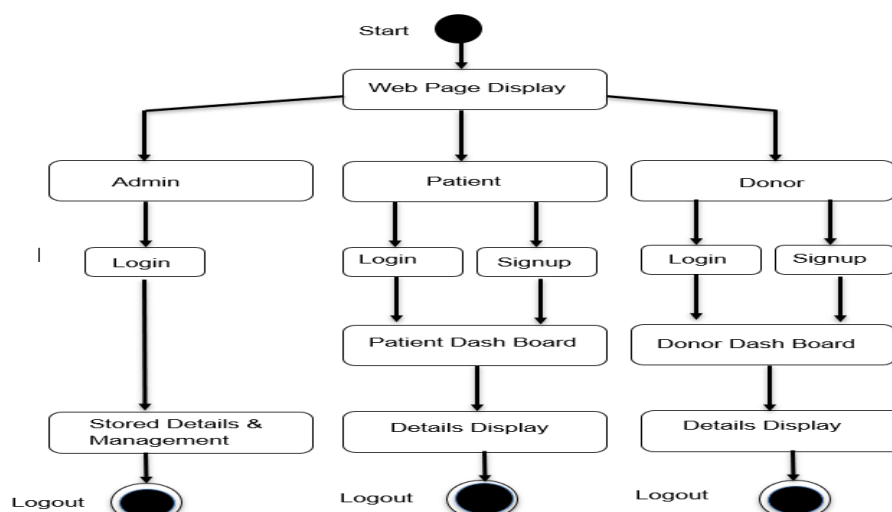 Start
Web Page Display
Admin
Patient
Donor
Login
Login
Signup
Login
Signup
Patient Dash Board
Donor Dash Board
Stored Details &
Management
Details Display
Details Display
Logout
Logout
Logout